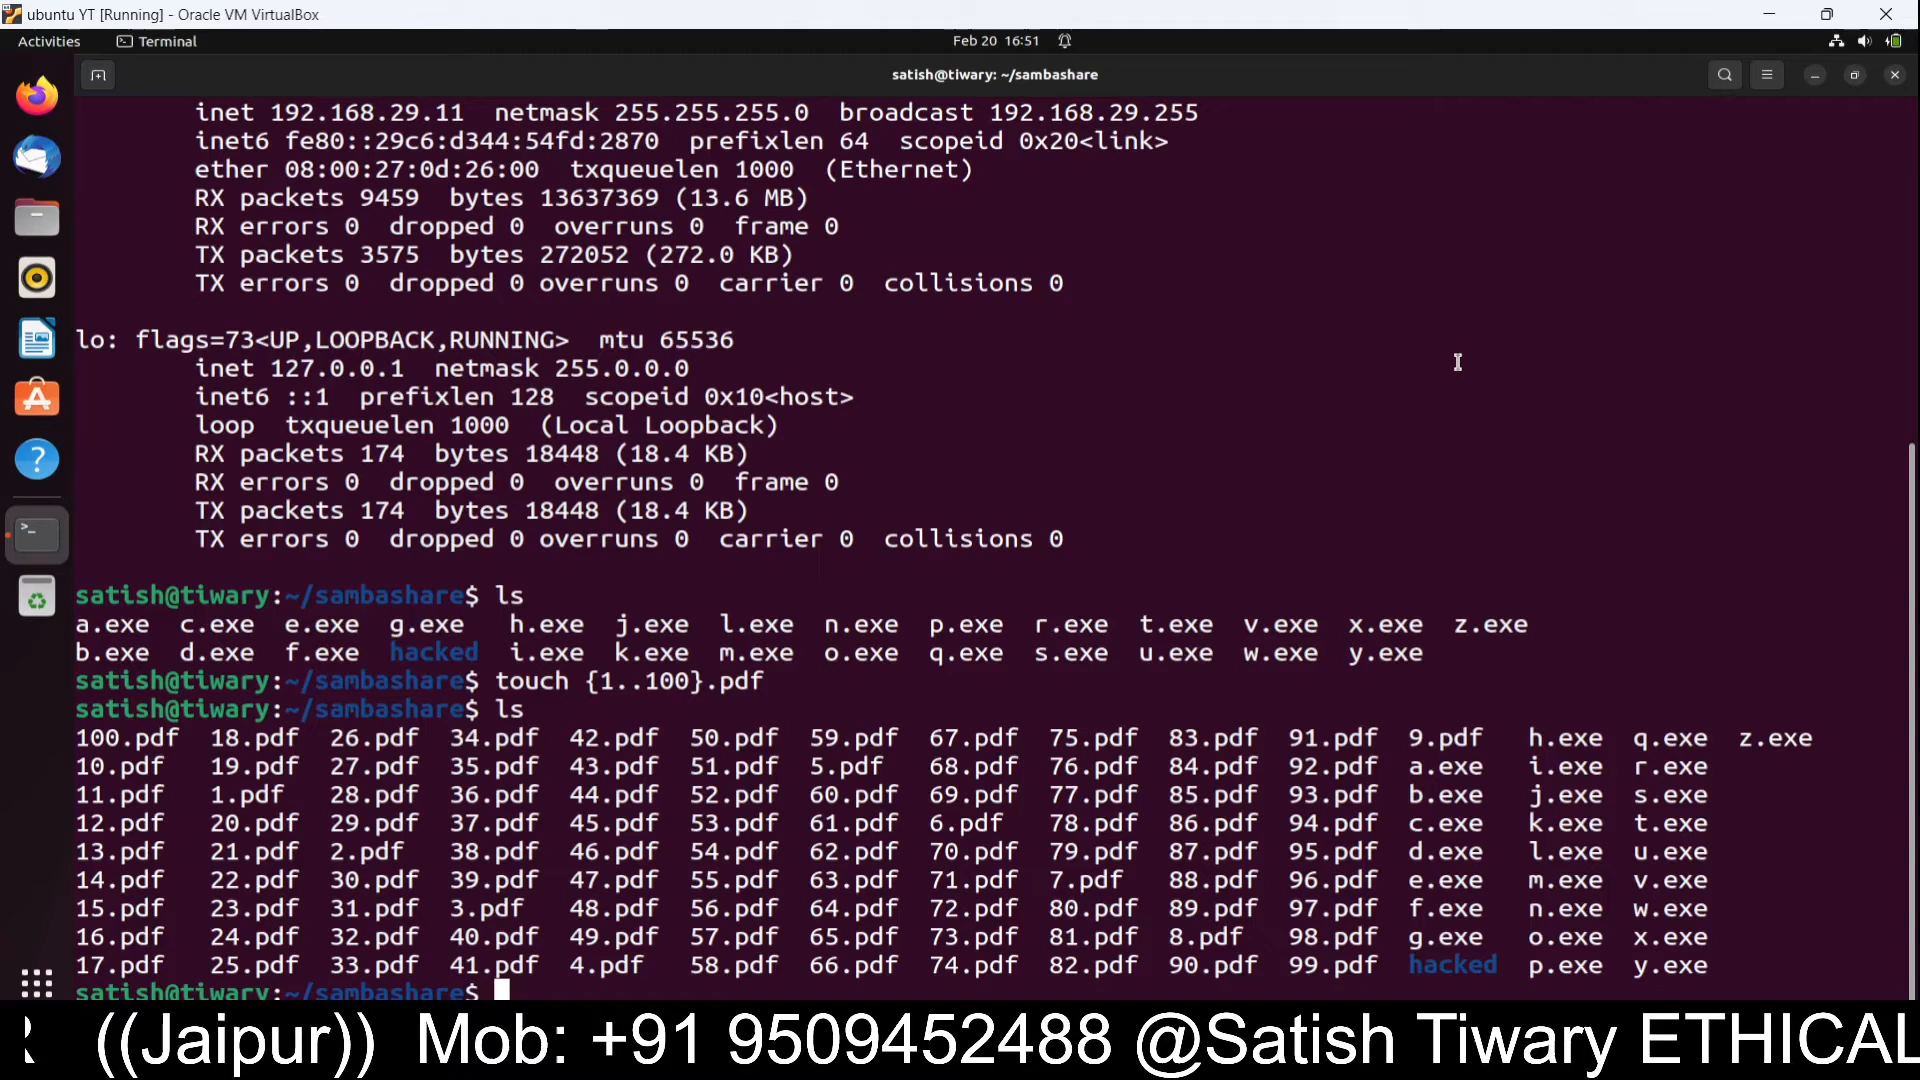 ubuntu YT [Running] - Oracle VM VirtualBox
Activities Terminal Feb 20 16:51
satish@tiwary: ~/sambashare
inet 192.168.29.11 netmask 255.255.255.0 broadcast 192.168.29.255
inet6 fe80::29c6:d344:54fd:2870 prefixlen 64 scopeid 0x20<link>
ether 08:00:27:0d:26:00 txqueuelen 1000 (Ethernet)
RX packets 9459 bytes 13637369 (13.6 MB)
RX errors 0 dropped 0 overruns 0 frame 0
TX packets 3575 bytes 272052 (272.0 KB)
TX errors 0 dropped 0 overruns 0 carrier 0 collisions 0
lo: flags=73<UP,LOOPBACK,RUNNING> mtu 65536
inet 127.0.0.1 netmask 255.0.0.0
inet6 ::1 prefixlen 128 scopeid 0x10<host>
loop txqueuelen 1000 (Local Loopback)
RX packets 174 bytes 18448 (18.4 KB)
RX errors 0 dropped 0 overruns 0 frame 0
TX packets 174 bytes 18448 (18.4 KB)
TX errors 0 dropped 0 overruns 0 carrier 0 collisions 0
satish@tiwary:~/sambashare$ ls
a.exe c.exe e.exe g.exe h.exe j.exe l.exe n.exe p.exe r.exe t.exe v.exe x.exe z.exe
b.exe d.exe f.exe hacked i.exe k.exe m.exe o.exe q.exe s.exe u.exe w.exe y.exe
satish@tiwary:~/sambashare$ touch {1..100}.pdf
satish@tiwary:~/sambashare$ ls
100.pdf 18.pdf 26.pdf 34.pdf 42.pdf 50.pdf 59.pdf 67.pdf 75.pdf 83.pdf 91.pdf 9.pdf h.exe q.exe z.exe
10.pdf 19.pdf 27.pdf 35.pdf 43.pdf 51.pdf 5.pdf 68.pdf 76.pdf 84.pdf 92.pdf a.exe i.exe r.exe
11.pdf 1.pdf 28.pdf 36.pdf 44.pdf 52.pdf 60.pdf 69.pdf 77.pdf 85.pdf 93.pdf b.exe j.exe s.exe
12.pdf 20.pdf 29.pdf 37.pdf 45.pdf 53.pdf 61.pdf 6.pdf 78.pdf 86.pdf 94.pdf c.exe k.exe t.exe
13.pdf 21.pdf 2.pdf 38.pdf 46.pdf 54.pdf 62.pdf 70.pdf 79.pdf 87.pdf 95.pdf d.exe l.exe u.exe
14.pdf 22.pdf 30.pdf 39.pdf 47.pdf 55.pdf 63.pdf 71.pdf 7.pdf 88.pdf 96.pdf e.exe m.exe v.exe
15.pdf 23.pdf 31.pdf 3.pdf 48.pdf 56.pdf 64.pdf 72.pdf 80.pdf 89.pdf 97.pdf f.exe n.exe w.exe
16.pdf 24.pdf 32.pdf 40.pdf 49.pdf 57.pdf 65.pdf 73.pdf 81.pdf 8.pdf 98.pdf g.exe o.exe x.exe
17.pdf 25.pdf 33.pdf 41.pdf 4.pdf 58.pdf 66.pdf 74.pdf 82.pdf 90.pdf 99.pdf hacked p.exe y.exe
satish@tiwary:~/sambashare$
((Jaipur)) Mob: +91 9509452488 @Satish Tiwary ETHICAL